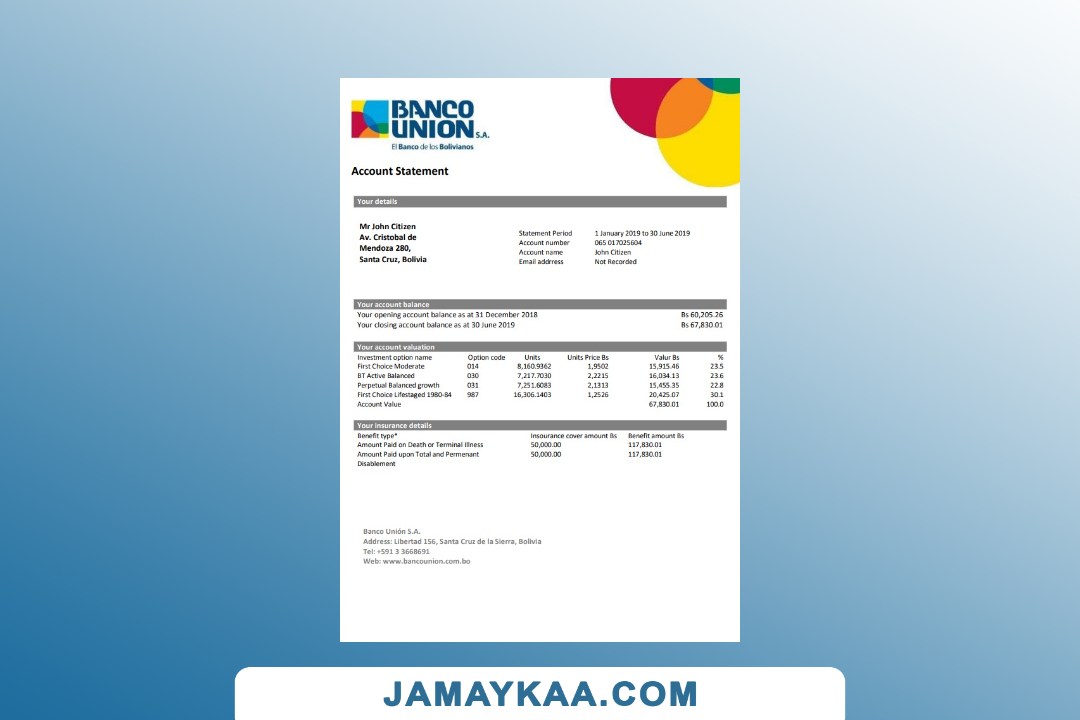 BANCO
UNION S.A.
El Banco de los Bolivianos
Account Statement
Your details
Mr John Citizen
Av. Cristobal de
Mendoza 280,
Santa Cruz, Bolivia
Statement Period 1 January 2019 to 30 June 2019
Account number 065 017025604
Account name John Citizen
Email addrress Not Recorded
Your account balance
Your opening account balance as at 31 December 2018 Bs 60,205.26
Your closing account balance as at 30 June 2019 Bs 67,830.01
Your account valuation
Investment option name Option code Units Units Price Bs Valur Bs %
First Choice Moderate 014 8,160.9362 1,9502 15,915.46 23.5
BT Active Balanced 030 7,217.7030 2,2215 16,034.13 23.6
Perpetual Balanced growth 031 7,251.6083 2,1313 15,455.35 22.8
First Choice Lifestaged 1980-84 987 16,306.1403 1,2526 20,425.07 30.1
Account Value 67,830.01 100.0
Your insurance details
Benefit type* Insourance cover amount Bs Benefit amount Bs
Amount Paid on Death or Terminal Illness 50,000.00 117,830.01
Amount Paid upon Total and Permenant 50,000.00 117,830.01
Disablement
Banco Unión S.A.
Address: Libertad 156, Santa Cruz de la Sierra, Bolivia
Tel: +591 3 3668691
Web: www.bancounion.com.bo
JAMAYKAA.COM